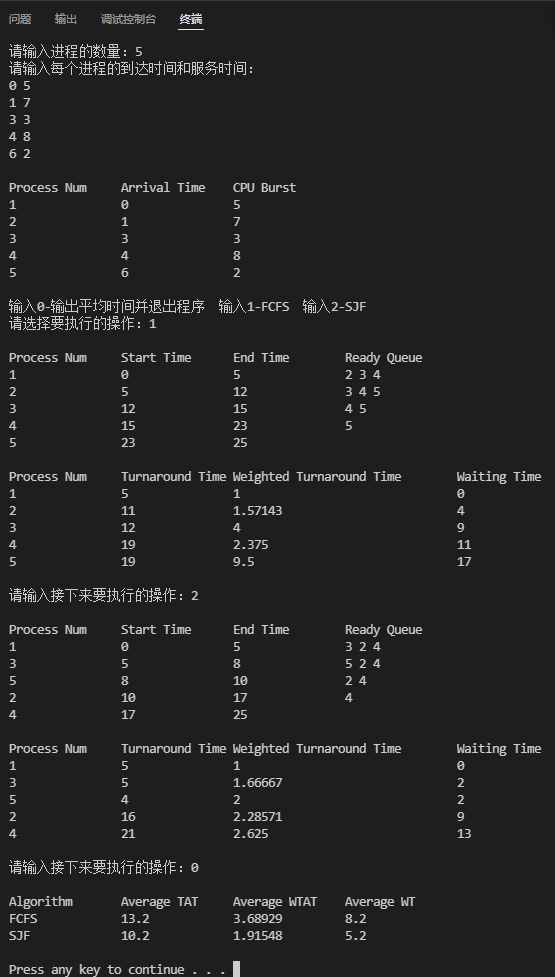 问题 输出 调试控制台 终端
请输入进程的数量: 5
请输入每个进程的到达时间和服务时间:
0 5
1 7
3 3
4 8
6 2
Process Num Arrival Time CPU Burst
1 0 5
2 1 7
3 3 3
4 4 8
5 6 2
输入0-输出平均时间并退出程序 输入1-FCFS 输入2-SJF
请选择要执行的操作: 1
Process Num Start Time End Time Ready Queue
1 0 5 2 3 4
2 5 12 3 4 5
3 12 15 4 5
4 15 23 5
5 23 25
Process Num Turnaround Time Weighted Turnaround Time Waiting Time
1 5 1 0
2 11 1.57143 4
3 12 4 9
4 19 2.375 11
5 19 9.5 17
请输入接下来要执行的操作: 2
Process Num Start Time End Time Ready Queue
1 0 5 3 2 4
3 5 8 5 2 4
5 8 10 2 4
2 10 17 4
4 17 25
Process Num Turnaround Time Weighted Turnaround Time Waiting Time
1 5 1 0
3 5 1.66667 2
5 4 2 2
2 16 2.28571 9
4 21 2.625 13
请输入接下来要执行的操作: 0
Algorithm Average TAT Average WTAT Average WT
FCFS 13.2 3.68929 8.2
SJF 10.2 1.91548 5.2
Press any key to continue . . .